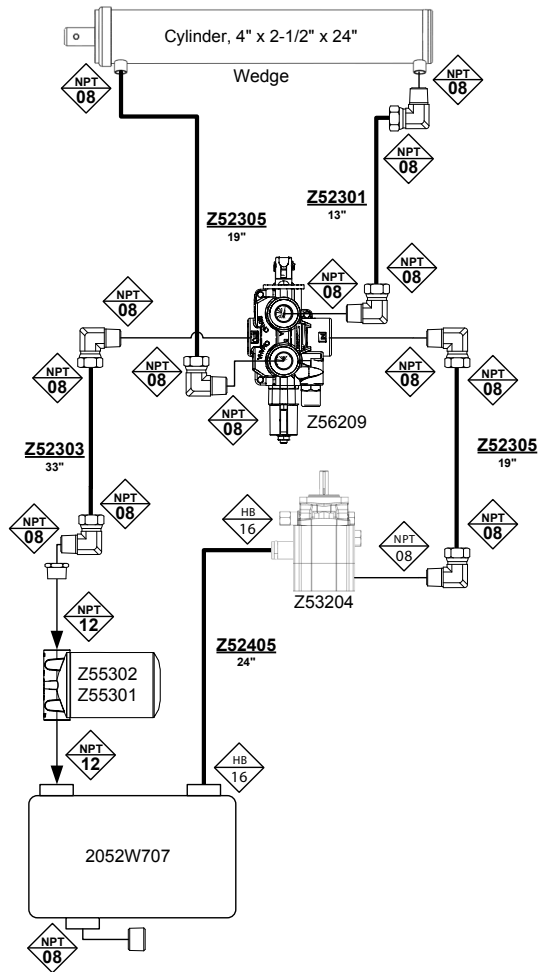 Cylinder, 4" x 2-1/2" x 24"
Wedge
NPT
08
NPT
08
NPT
08
Z52305
19"
Z52301
13"
NPT
08
NPT
08
NPT
08
NPT
08
NPT
08
NPT
08
NPT
08
NPT
08
Z56209
Z52303
33"
Z52305
19"
NPT
08
NPT
08
HB
16
NPT
08
NPT
08
Z53204
NPT
12
Z52405
24"
Z55302
Z55301
NPT
12
HB
16
2052W707
NPT
08